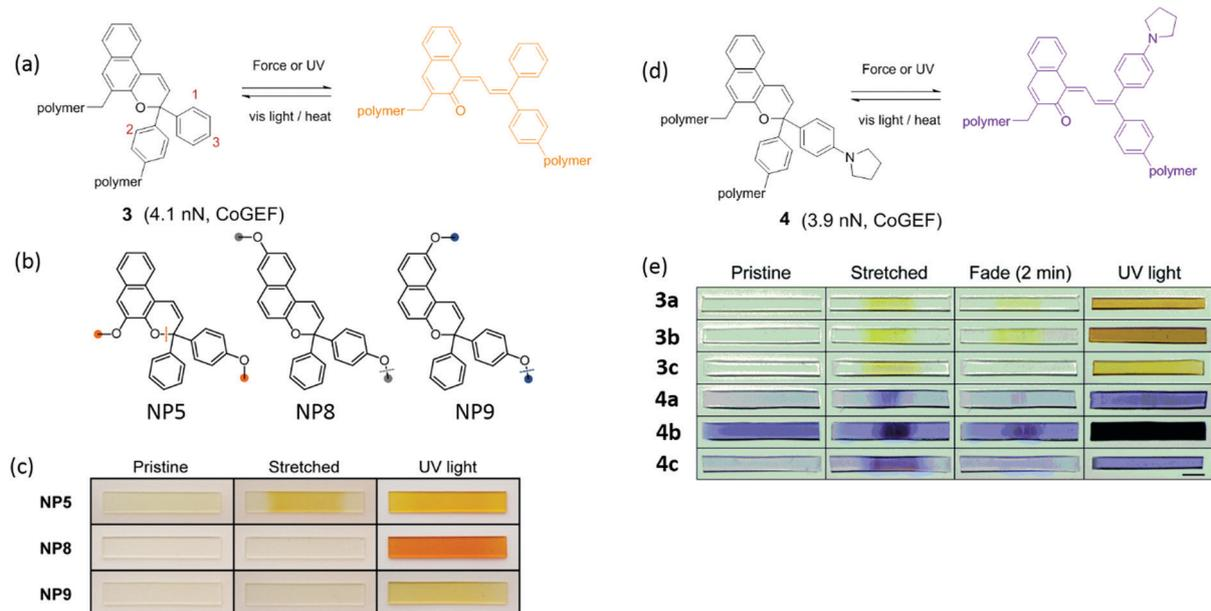 (a)
Force or UV
vis light / heat
polymer
O
1
2
3
polymer
O
polymer
polymer
3 (4.1 nN, CoGEF)
(b)
O
O
O
NP5
O
O
O
NP8
O
O
O
NP9
(c)
Pristine
Stretched
UV light
NP5
NP8
NP9
(d)
Force or UV
vis light / heat
polymer
O
N
polymer
N
O
polymer
polymer
4 (3.9 nN, CoGEF)
(e)
Pristine
Stretched
Fade (2 min)
UV light
3a
3b
3c
4a
4b
4c